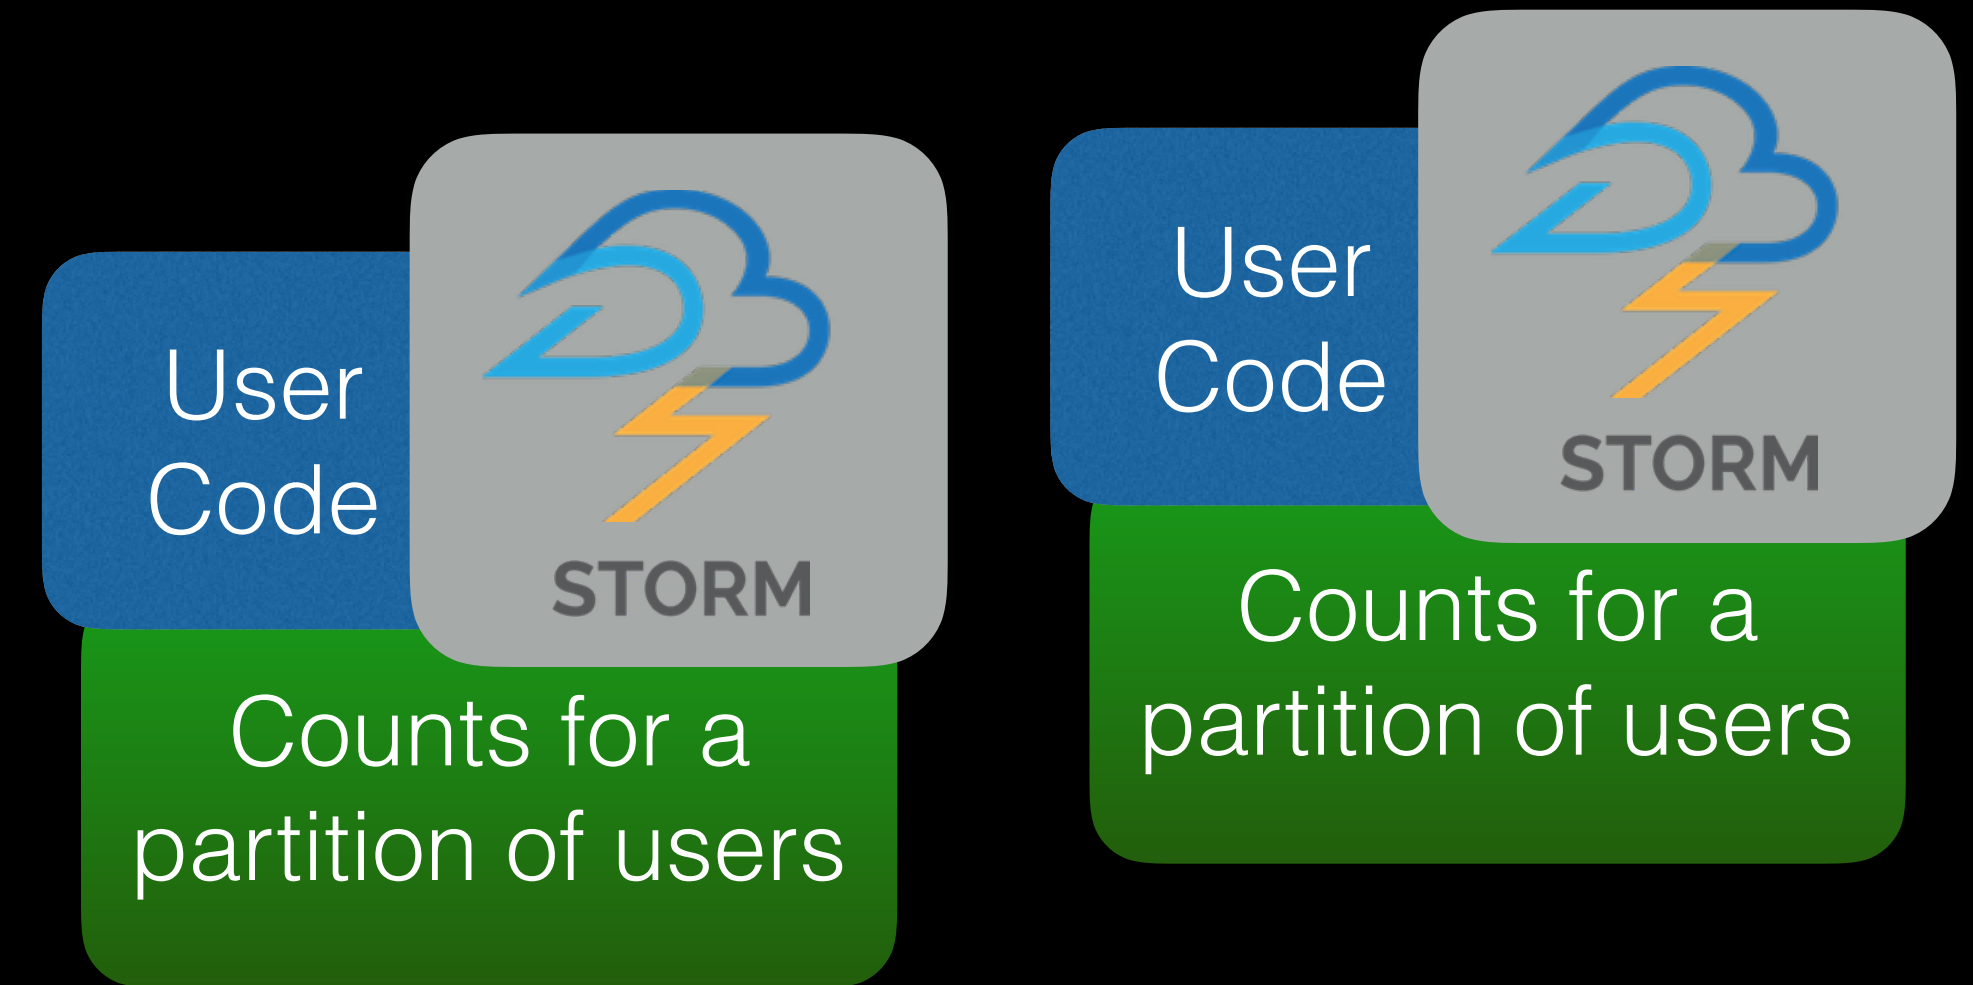 User
Code
STORM
Counts for a
partition of users
User
Code
STORM
Counts for a
partition of users